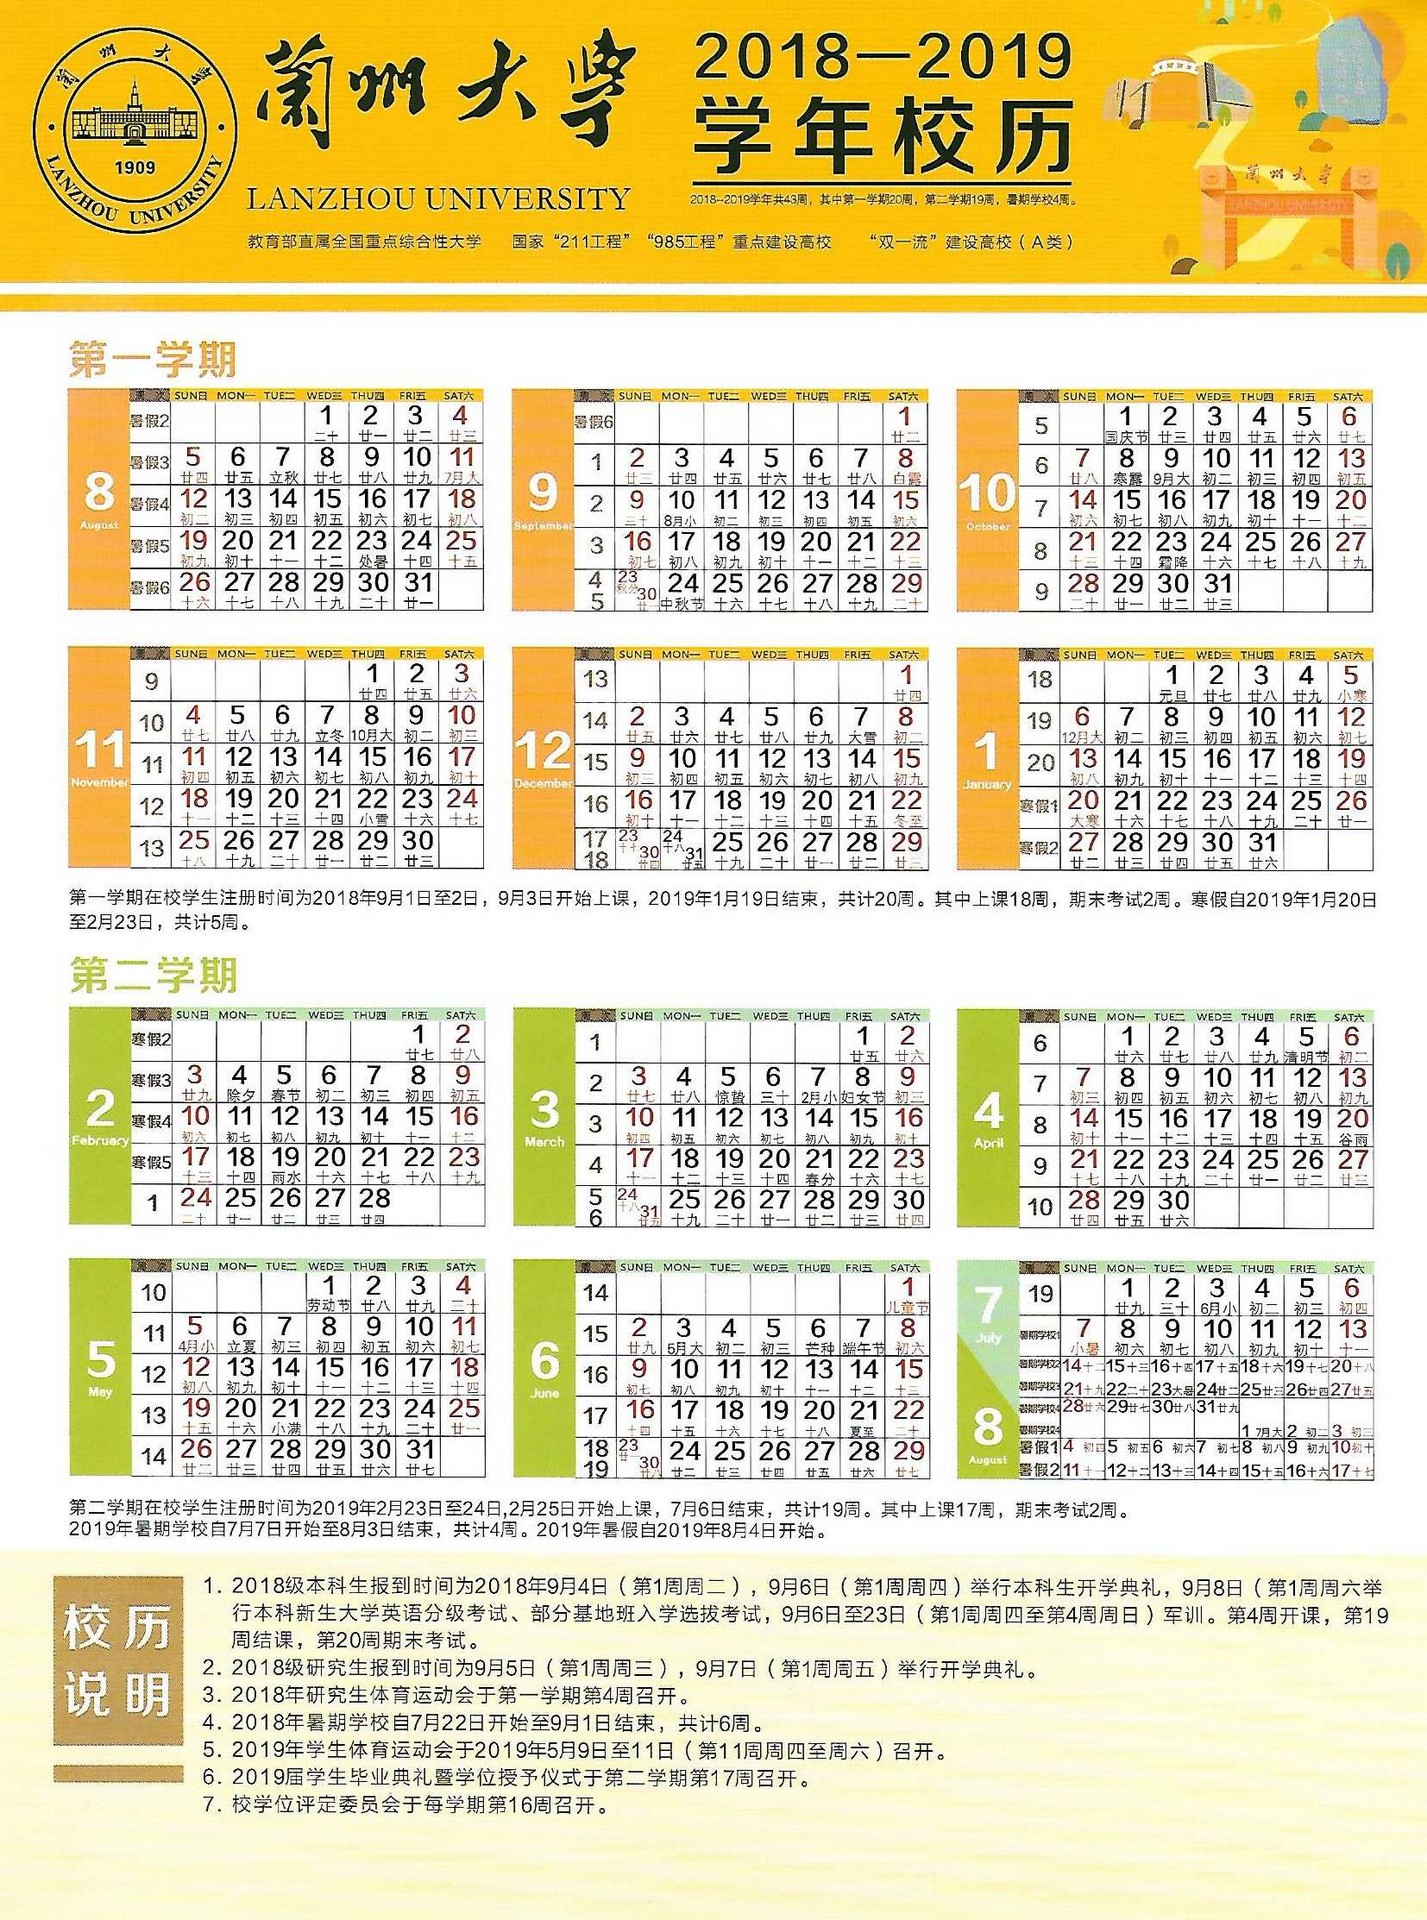 兰州大学
1909
LANZHOU UNIVERSITY
兰州大学
LANZHOU UNIVERSITY
2018—2019
学年校历
2018–2019学年共43周，其中第一学期20周，第二学期19周，暑期学校4周。
教育部直属全国重点综合性大学 国家“211工程”“985工程”重点建设高校 “双一流”建设高校（A类）
兰州大学
LANZHOU UNIVERSITY
第一学期
8 August
周次 SUN日 MON一 TUE二 WED三 THU四 FRI五 SAT六
暑假2 1 2 3 4
二十 廿一 廿二 廿三
暑假3 5 6 7 8 9 10 11
廿四 廿五 立秋 廿七 廿八 廿九 7月大
暑假4 12 13 14 15 16 17 18
初二 初三 初四 初五 初六 初七 初八
暑假5 19 20 21 22 23 24 25
初九 初十 十一 十二 处暑 十四 十五
暑假6 26 27 28 29 30 31
十六 十七 十八 十九 二十 廿一
9 September
周次 SUN日 MON一 TUE二 WED三 THU四 FRI五 SAT六
暑假6 1
廿二
1 2 3 4 5 6 7 8
廿三 廿四 廿五 廿六 廿七 廿八 白露
2 9 10 11 12 13 14 15
三十 8月小 初二 初三 初四 初五 初六
3 16 17 18 19 20 21 22
初七 初八 初九 初十 十一 十二 十三
4 5 23 秋分 30 廿一 24 25 26 27 28 29
中秋节 十六 十七 十八 十九 二十
10 October
周次 SUN日 MON一 TUE二 WED三 THU四 FRI五 SAT六
5 1 2 3 4 5 6
国庆节 廿三 廿四 廿五 廿六 廿七
6 7 8 9 10 11 12 13
廿八 寒露 9月大 初二 初三 初四 初五
7 14 15 16 17 18 19 20
初六 初七 初八 初九 初十 十一 十二
8 21 22 23 24 25 26 27
十三 十四 霜降 十六 十七 十八 十九
9 28 29 30 31
二十 廿一 廿二 廿三
11 November
周次 SUN日 MON一 TUE二 WED三 THU四 FRI五 SAT六
9 1 2 3
廿四 廿五 廿六
10 4 5 6 7 8 9 10
廿七 廿八 廿九 立冬 10月大 初二 初三
11 11 12 13 14 15 16 17
初四 初五 初六 初七 初八 初九 初十
12 18 19 20 21 22 23 24
十一 十二 十三 十四 小雪 十六 十七
13 25 26 27 28 29 30
十八 十九 二十 廿一 廿二 廿三
12 December
周次 SUN日 MON一 TUE二 WED三 THU四 FRI五 SAT六
13 1
廿四
14 2 3 4 5 6 7 8
廿五 廿六 廿七 廿八 廿九 大雪 初二
15 9 10 11 12 13 14 15
初三 初四 初五 初六 初七 初八 初九
16 16 17 18 19 20 21 22
初十 十一 十二 十三 十四 十五 冬至
17 18 23 十七 30 廿四 24 十八 31 廿五 25 26 27 28 29
十九 二十 廿一 廿二 廿三
1 January
周次 SUN日 MON一 TUE二 WED三 THU四 FRI五 SAT六
18 1 2 3 4 5
元旦 廿七 廿八 廿九 小寒
19 6 7 8 9 10 11 12
12月大 初二 初三 初四 初五 初六 初七
20 13 14 15 16 17 18 19
初八 初九 初十 十一 十二 十三 十四
寒假1 20 21 22 23 24 25 26
大寒 十六 十七 十八 十九 二十 廿一
寒假2 27 28 29 30 31
廿二 廿三 廿四 廿五 廿六
第一学期在校学生注册时间为2018年9月1日至2日，9月3日开始上课，2019年1月19日结束，共计20周。其中上课18周，期末考试2周。寒假自2019年1月20日
至2月23日，共计5周。
第二学期
2 February
周次 SUN日 MON一 TUE二 WED三 THU四 FRI五 SAT六
寒假2 1 2
廿七 廿八
寒假3 3 4 5 6 7 8 9
廿九 除夕 春节 初二 初三 初四 初五
寒假4 10 11 12 13 14 15 16
初六 初七 初八 初九 初十 十一 十二
寒假5 17 18 19 20 21 22 23
十三 十四 雨水 十六 十七 十八 十九
1 24 25 26 27 28
二十 廿一 廿二 廿三 廿四
3 March
周次 SUN日 MON一 TUE二 WED三 THU四 FRI五 SAT六
1 1 2
廿五 廿六
2 3 4 5 6 7 8 9
廿七 廿八 惊蛰 三十 2月小 妇女节 初三
3 10 11 12 13 14 15 16
初四 初五 初六 初七 初八 初九 初十
4 17 18 19 20 21 22 23
十一 十二 十三 十四 春分 十六 十七
5 6 24 十八 31 廿五 25 26 27 28 29 30
十九 二十 廿一 廿二 廿三 廿四
4 April
周次 SUN日 MON一 TUE二 WED三 THU四 FRI五 SAT六
6 1 2 3 4 5 6
廿六 廿七 廿八 廿九 清明节 初二
7 7 8 9 10 11 12 13
初三 初四 初五 初六 初七 初八 初九
8 14 15 16 17 18 19 20
初十 十一 十二 十三 十四 十五 谷雨
9 21 22 23 24 25 26 27
十七 十八 十九 二十 廿一 廿二 廿三
10 28 29 30
廿四 廿五 廿六
5 May
周次 SUN日 MON一 TUE二 WED三 THU四 FRI五 SAT六
10 1 2 3 4
劳动节 廿八 廿九 三十
11 5 6 7 8 9 10 11
4月小 立夏 初三 初四 初五 初六 初七
12 12 13 14 15 16 17 18
初八 初九 初十 十一 十二 十三 十四
13 19 20 21 22 23 24 25
十五 十六 小满 十八 十九 二十 廿一
14 26 27 28 29 30 31
廿二 廿三 廿四 廿五 廿六 廿七
6 June
周次 SUN日 MON一 TUE二 WED三 THU四 FRI五 SAT六
14 1
儿童节
15 2 3 4 5 6 7 8
廿九 5月大 初二 初三 芒种 端午节 初六
16 9 10 11 12 13 14 15
初七 初八 初九 初十 十一 十二 十三
17 16 17 18 19 20 21 22
十四 十五 十六 十七 十八 夏至 二十
18 19 23 30 廿八 24 25 26 27 28 29
廿二 廿三 廿四 廿五 廿六 廿七
7 July
8 August
周次 SUN日 MON一 TUE二 WED三 THU四 FRI五 SAT六
19 1 2 3 4 5 6
廿九 三十 6月小 初二 初三 初四
暑期学校1 7 8 9 10 11 12 13
小暑 初六 初七 初八 初九 初十 十一
暑期学校2 14十二 15十三 16十四 17十五 18十六 19十七 20十八
暑期学校3 21十九 22二十 23大暑 24廿二 25廿三 26廿四 27廿五
暑期学校4 28廿六 29廿七 30廿八 31廿九
暑期学校4 1 7月大 2 初二 3 初三
暑假1 4 初四 5 初五 6 初六 7 初七 8 初八 9 初九 10初十
暑假2 11十一 12十二 13十三 14十四 15十五 16十六 17十七
第二学期在校学生注册时间为2019年2月23日至24日,2月25日开始上课，7月6日结束，共计19周。其中上课17周，期末考试2周。
2019年暑期学校自7月7日开始至8月3日结束，共计4周。2019年暑假自2019年8月4日开始。
校历
说明
1. 2018级本科生报到时间为2018年9月4日（第1周周二），9月6日（第1周周四）举行本科生开学典礼，9月8日（第1周周六举
行本科新生大学英语分级考试、部分基地班入学选拔考试，9月6日至23日（第1周周四至第4周周日）军训。第4周开课，第19
周结课，第20周期末考试。
2. 2018级研究生报到时间为9月5日（第1周周三），9月7日（第1周周五）举行开学典礼。
3. 2018年研究生体育运动会于第一学期第4周召开。
4. 2018年暑期学校自7月22日开始至9月1日结束，共计6周。
5. 2019年学生体育运动会于2019年5月9日至11日（第11周周四至周六）召开。
6. 2019届学生毕业典礼暨学位授予仪式于第二学期第17周召开。
7. 校学位评定委员会于每学期第16周召开。